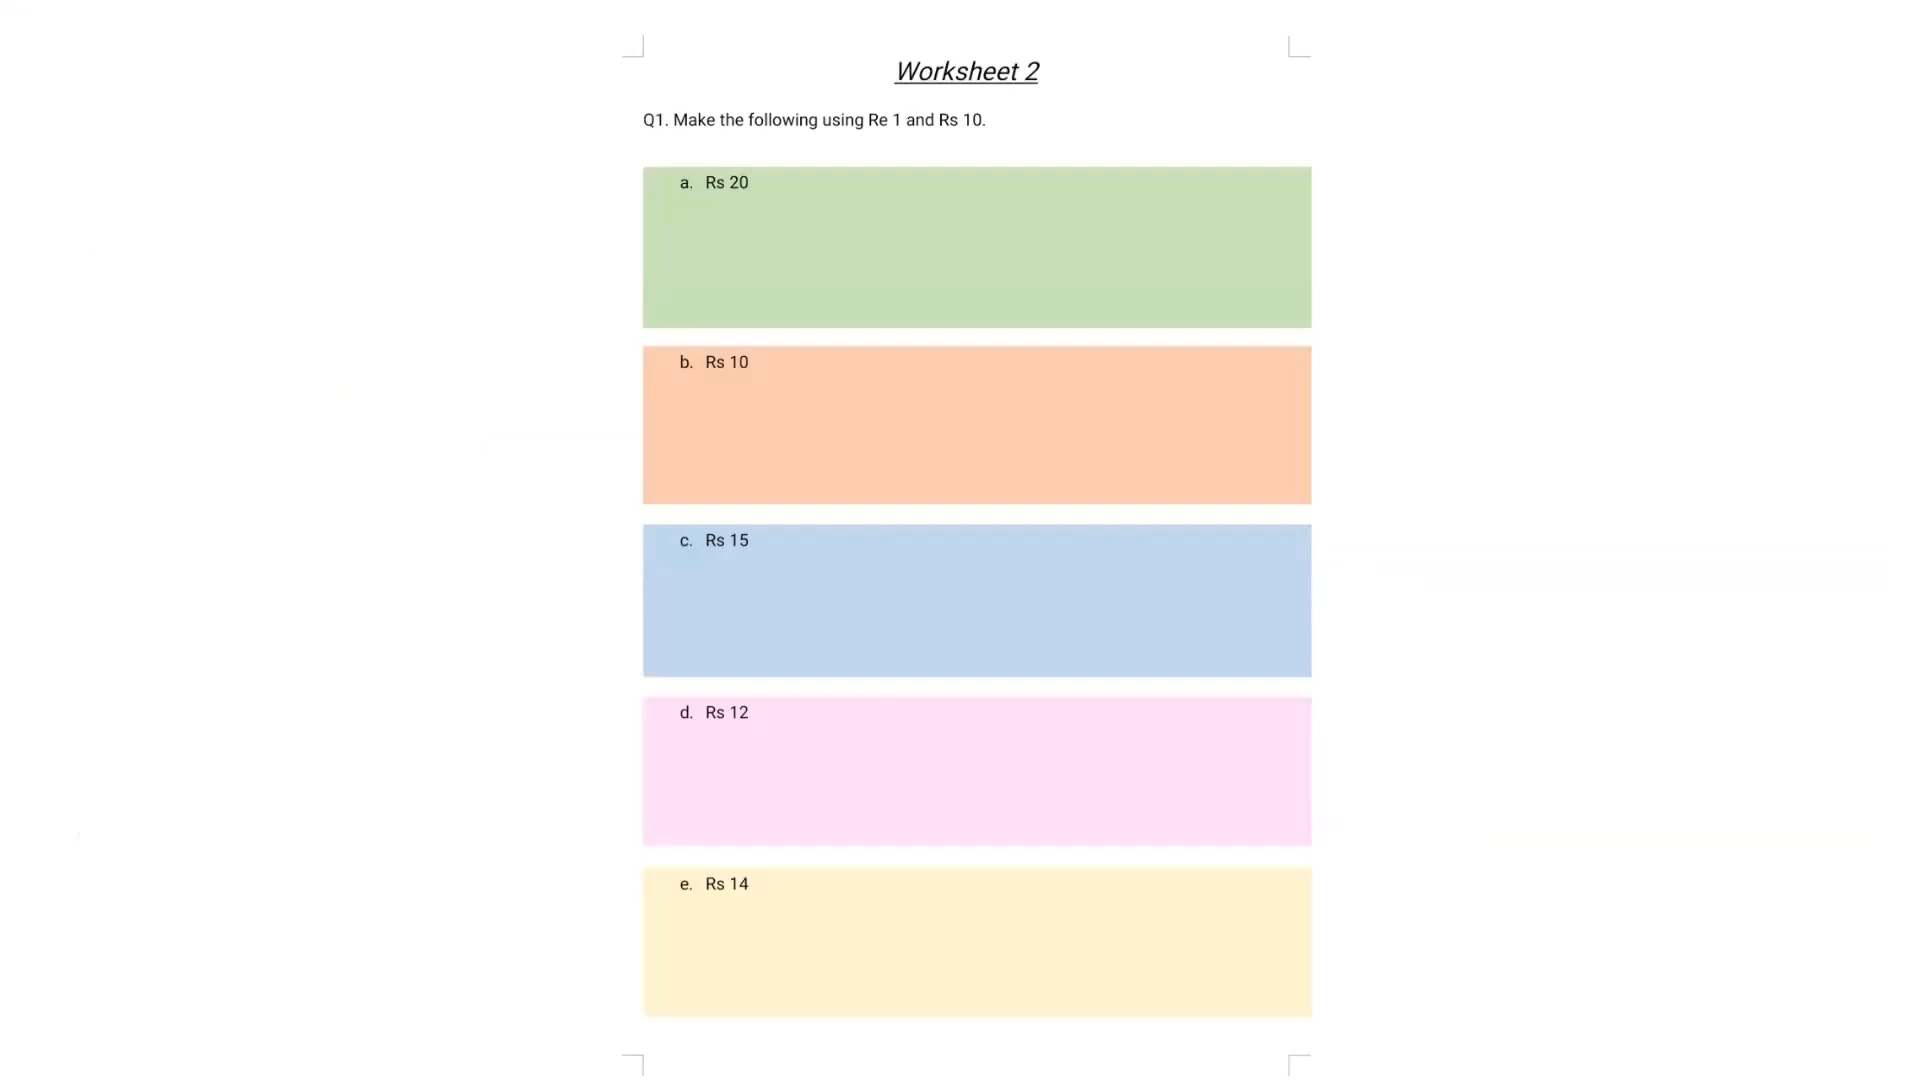 Worksheet 2
Q1. Make the following using Re 1 and Rs 10.
a. Rs 20
b. Rs 10
c. Rs 15
d. Rs 12
e. Rs 14